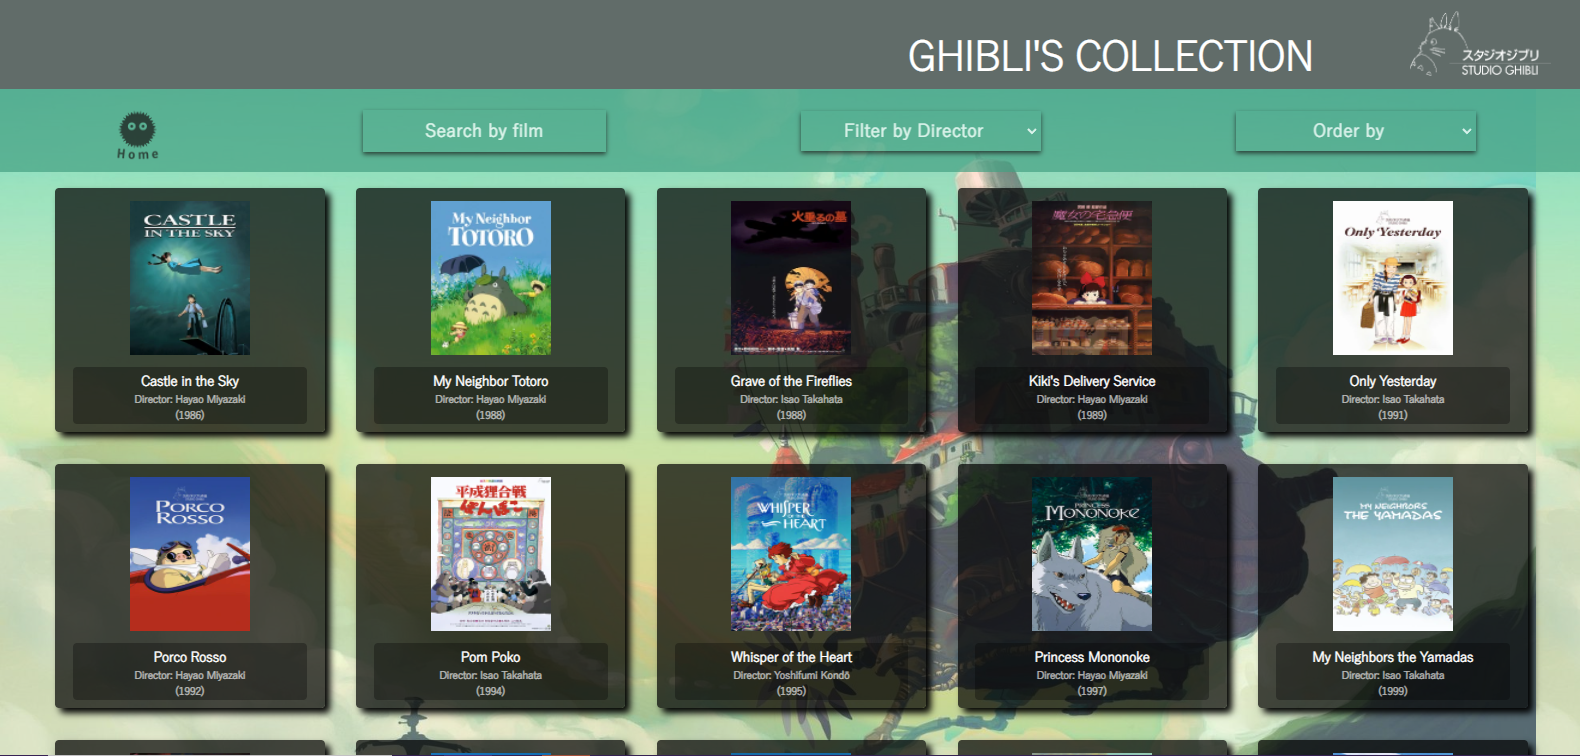 GHIBLI'S COLLECTION
スタジオジブリ
STUDIO GHIBLI
Home
Search by film
Filter by Director
Order by
CASTLE
IN THE SKY
My Neighbor
TOTORO
火垂るの墓
魔女の宅急便
Only Yesterday
Castle in the Sky
Director: Hayao Miyazaki
(1986)
My Neighbor Totoro
Director: Hayao Miyazaki
(1988)
Grave of the Fireflies
Director: Isao Takahata
(1988)
Kiki's Delivery Service
Director: Hayao Miyazaki
(1989)
Only Yesterday
Director: Isao Takahata
(1991)
PORCO
ROSSO
平成狸合戦
ぽんぽこ
WHISPER
OF THE
HEART
PRINCESS
MONONOKE
MY NEIGHBORS
THE YAMADAS
Porco Rosso
Director: Hayao Miyazaki
(1992)
Pom Poko
Director: Isao Takahata
(1994)
Whisper of the Heart
Director: Yoshifumi Kondō
(1995)
Princess Mononoke
Director: Hayao Miyazaki
(1997)
My Neighbors the Yamadas
Director: Isao Takahata
(1999)